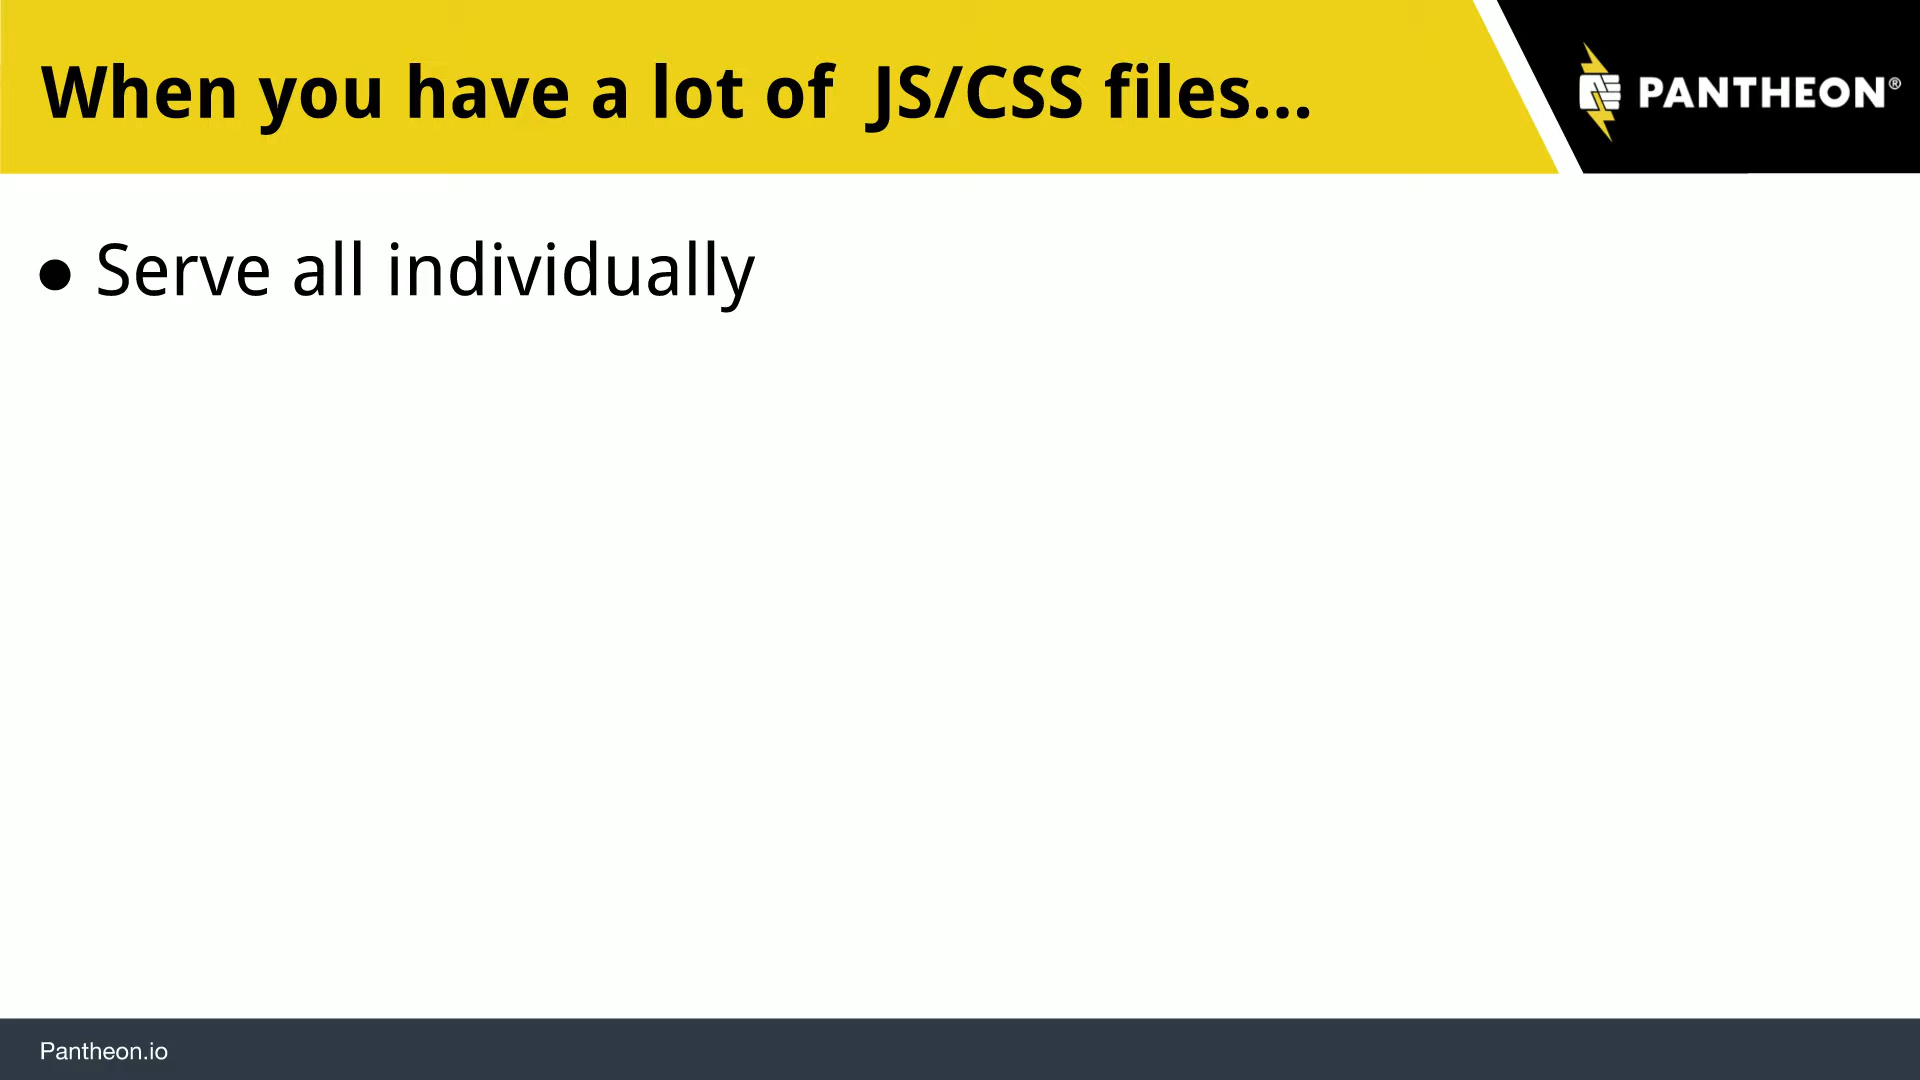 When you have a lot of  JS/CSS files...
PANTHEON®
● Serve all individually
Pantheon.io